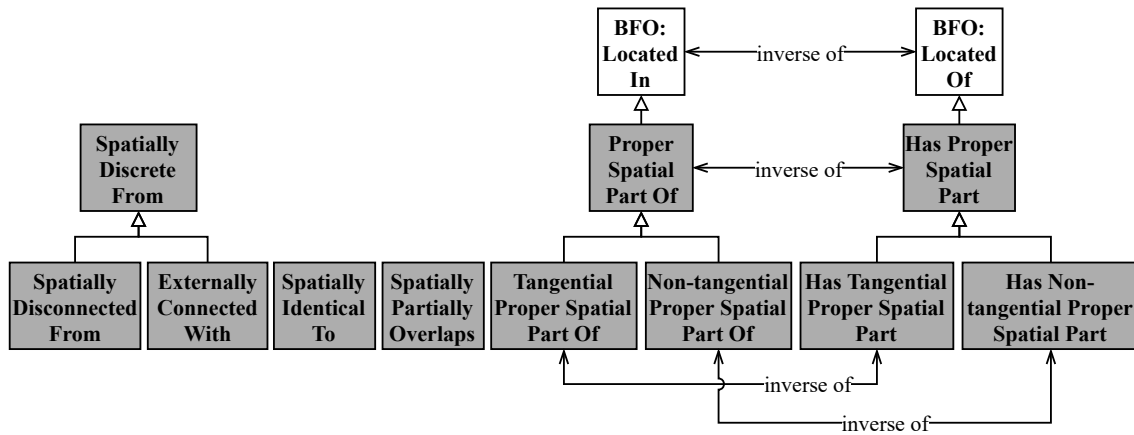 BFO:
Located
In
inverse of
BFO:
Located
Of
Spatially
Discrete
From
Proper
Spatial
Part Of
inverse of
Has Proper
Spatial
Part
Spatially
Disconnected
From
Externally
Connected
With
Spatially
Identical
To
Spatially
Partially
Overlaps
Tangential
Proper Spatial
Part Of
Non-tangential
Proper Spatial
Part Of
Has Tangential
Proper Spatial
Part
Has Non-
tangential Proper
Spatial Part
inverse of
inverse of